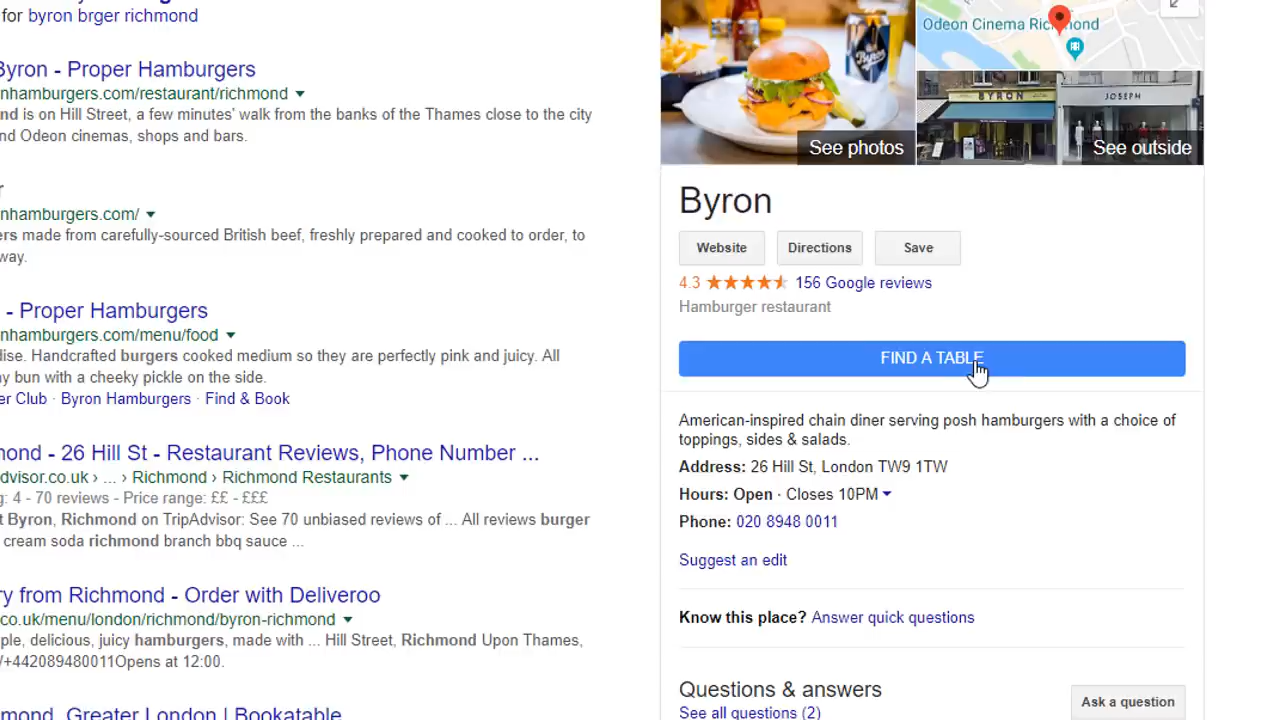 for byron brger richmond
Byron - Proper Hamburgers
nhamburgers.com/restaurant/richmond
nd is on Hill Street, a few minutes' walk from the banks of the Thames close to the city
nd Odeon cinemas, shops and bars.
r
nhamburgers.com/
ers made from carefully-sourced British beef, freshly prepared and cooked to order, to
way.
- Proper Hamburgers
nhamburgers.com/menu/food
dise. Handcrafted burgers cooked medium so they are perfectly pink and juicy. All
ny bun with a cheeky pickle on the side.
er Club · Byron Hamburgers · Find & Book
mond - 26 Hill St - Restaurant Reviews, Phone Number ...
dvisor.co.uk › ... › Richmond › Richmond Restaurants
g: 4 - 70 reviews - Price range: ££ - £££
t Byron, Richmond on TripAdvisor: See 70 unbiased reviews of ... All reviews burger
cream soda richmond branch bbq sauce ...
ry from Richmond - Order with Deliveroo
co.uk/menu/london/richmond/byron-richmond
ple, delicious, juicy hamburgers, made with ... Hill Street, Richmond Upon Thames,
/+442089480011Opens at 12:00.
mond, Greater London | Bookatable
Odeon Cinema Richmond
BYRON
JOSEPH
See photos
See outside
Byron
Website Directions Save
4.3 156 Google reviews
Hamburger restaurant
FIND A TABLE
American-inspired chain diner serving posh hamburgers with a choice of
toppings, sides & salads.
Address: 26 Hill St, London TW9 1TW
Hours: Open · Closes 10PM
Phone: 020 8948 0011
Suggest an edit
Know this place? Answer quick questions
Questions & answers
Ask a question
See all questions (2)